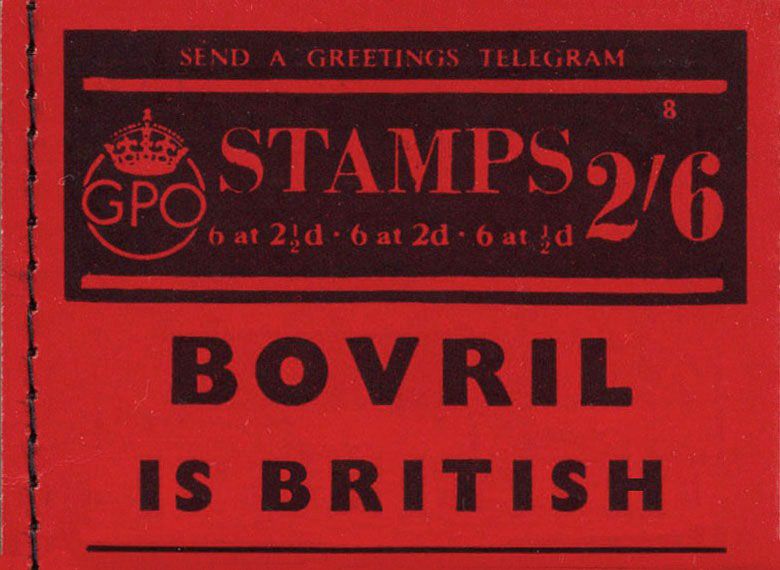 SEND A GREETINGS TELEGRAM
8
GPO
STAMPS 2/6
6 at 2½d · 6 at 2d · 6 at ½d
BOVRIL
IS BRITISH